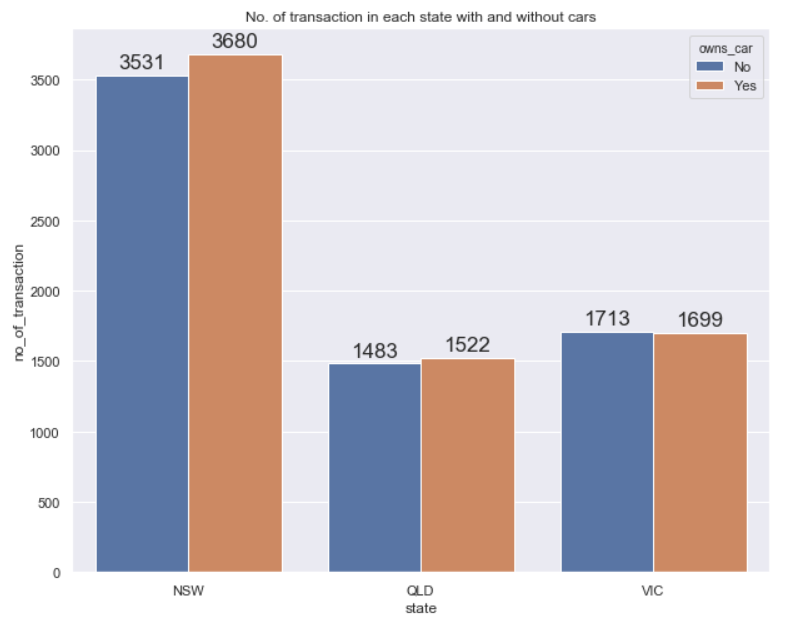 No. of transaction in each state with and without cars
owns_car
No
Yes
3531
3680
1483
1522
1713
1699
no_of_transaction
3500
3000
2500
2000
1500
1000
500
0
NSW
QLD
VIC
state